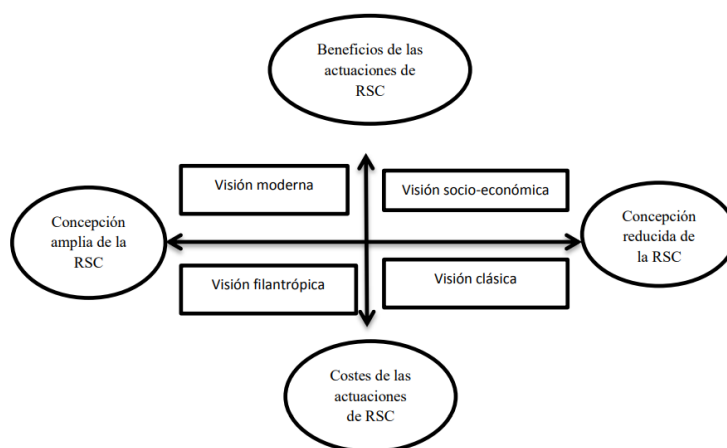 Beneficios de las
actuaciones de
RSC
Visión moderna
Visión socio-económica
Concepción
amplia de la
RSC
Concepción
reducida de
la RSC
Visión filantrópica
Visión clásica
Costes de las
actuaciones
de RSC